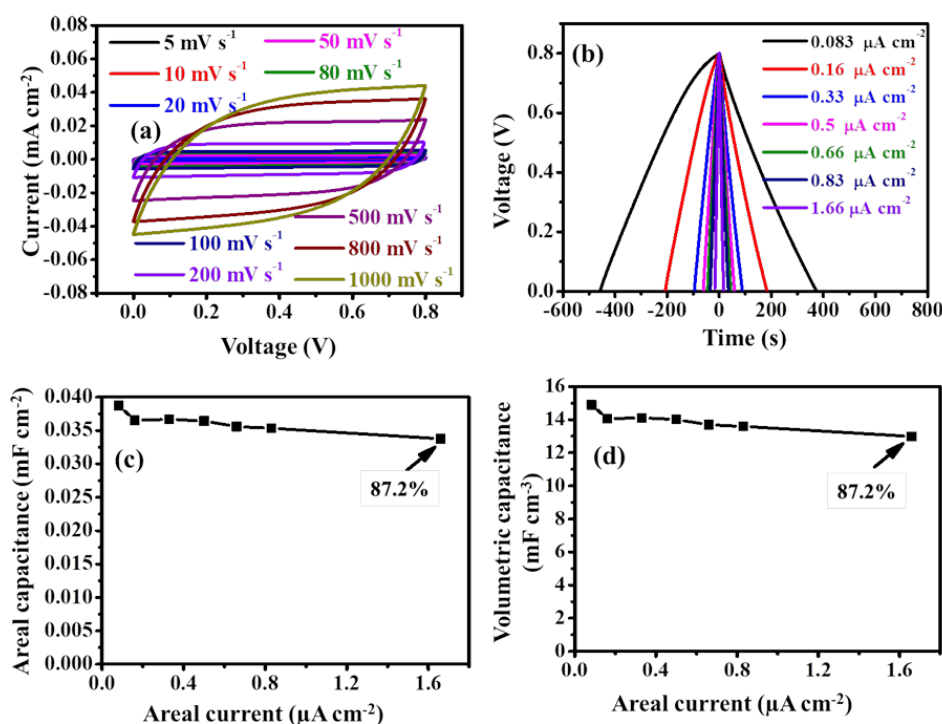 (a)
5 mV s⁻¹
10 mV s⁻¹
20 mV s⁻¹
50 mV s⁻¹
80 mV s⁻¹
100 mV s⁻¹
200 mV s⁻¹
500 mV s⁻¹
800 mV s⁻¹
1000 mV s⁻¹
Current (mA cm⁻²)
0.08
0.06
0.04
0.02
0.00
-0.02
-0.04
-0.06
-0.08
0.0 0.2 0.4 0.6 0.8
Voltage (V)
(b)
0.083 µA cm⁻²
0.16 µA cm⁻²
0.33 µA cm⁻²
0.5 µA cm⁻²
0.66 µA cm⁻²
0.83 µA cm⁻²
1.66 µA cm⁻²
Voltage (V)
1.0
0.8
0.6
0.4
0.2
0.0
-600 -400 -200 0 200 400 600 800
Time (s)
(c)
87.2%
Areal capacitance (mF cm⁻²)
0.040
0.035
0.030
0.025
0.020
0.015
0.010
0.005
0.000
0.0 0.4 0.8 1.2 1.6
Areal current (µA cm⁻²)
(d)
87.2%
Volumetric capacitance
(mF cm⁻³)
16
14
12
10
8
6
4
2
0
0.0 0.4 0.8 1.2 1.6
Areal current (µA cm⁻²)